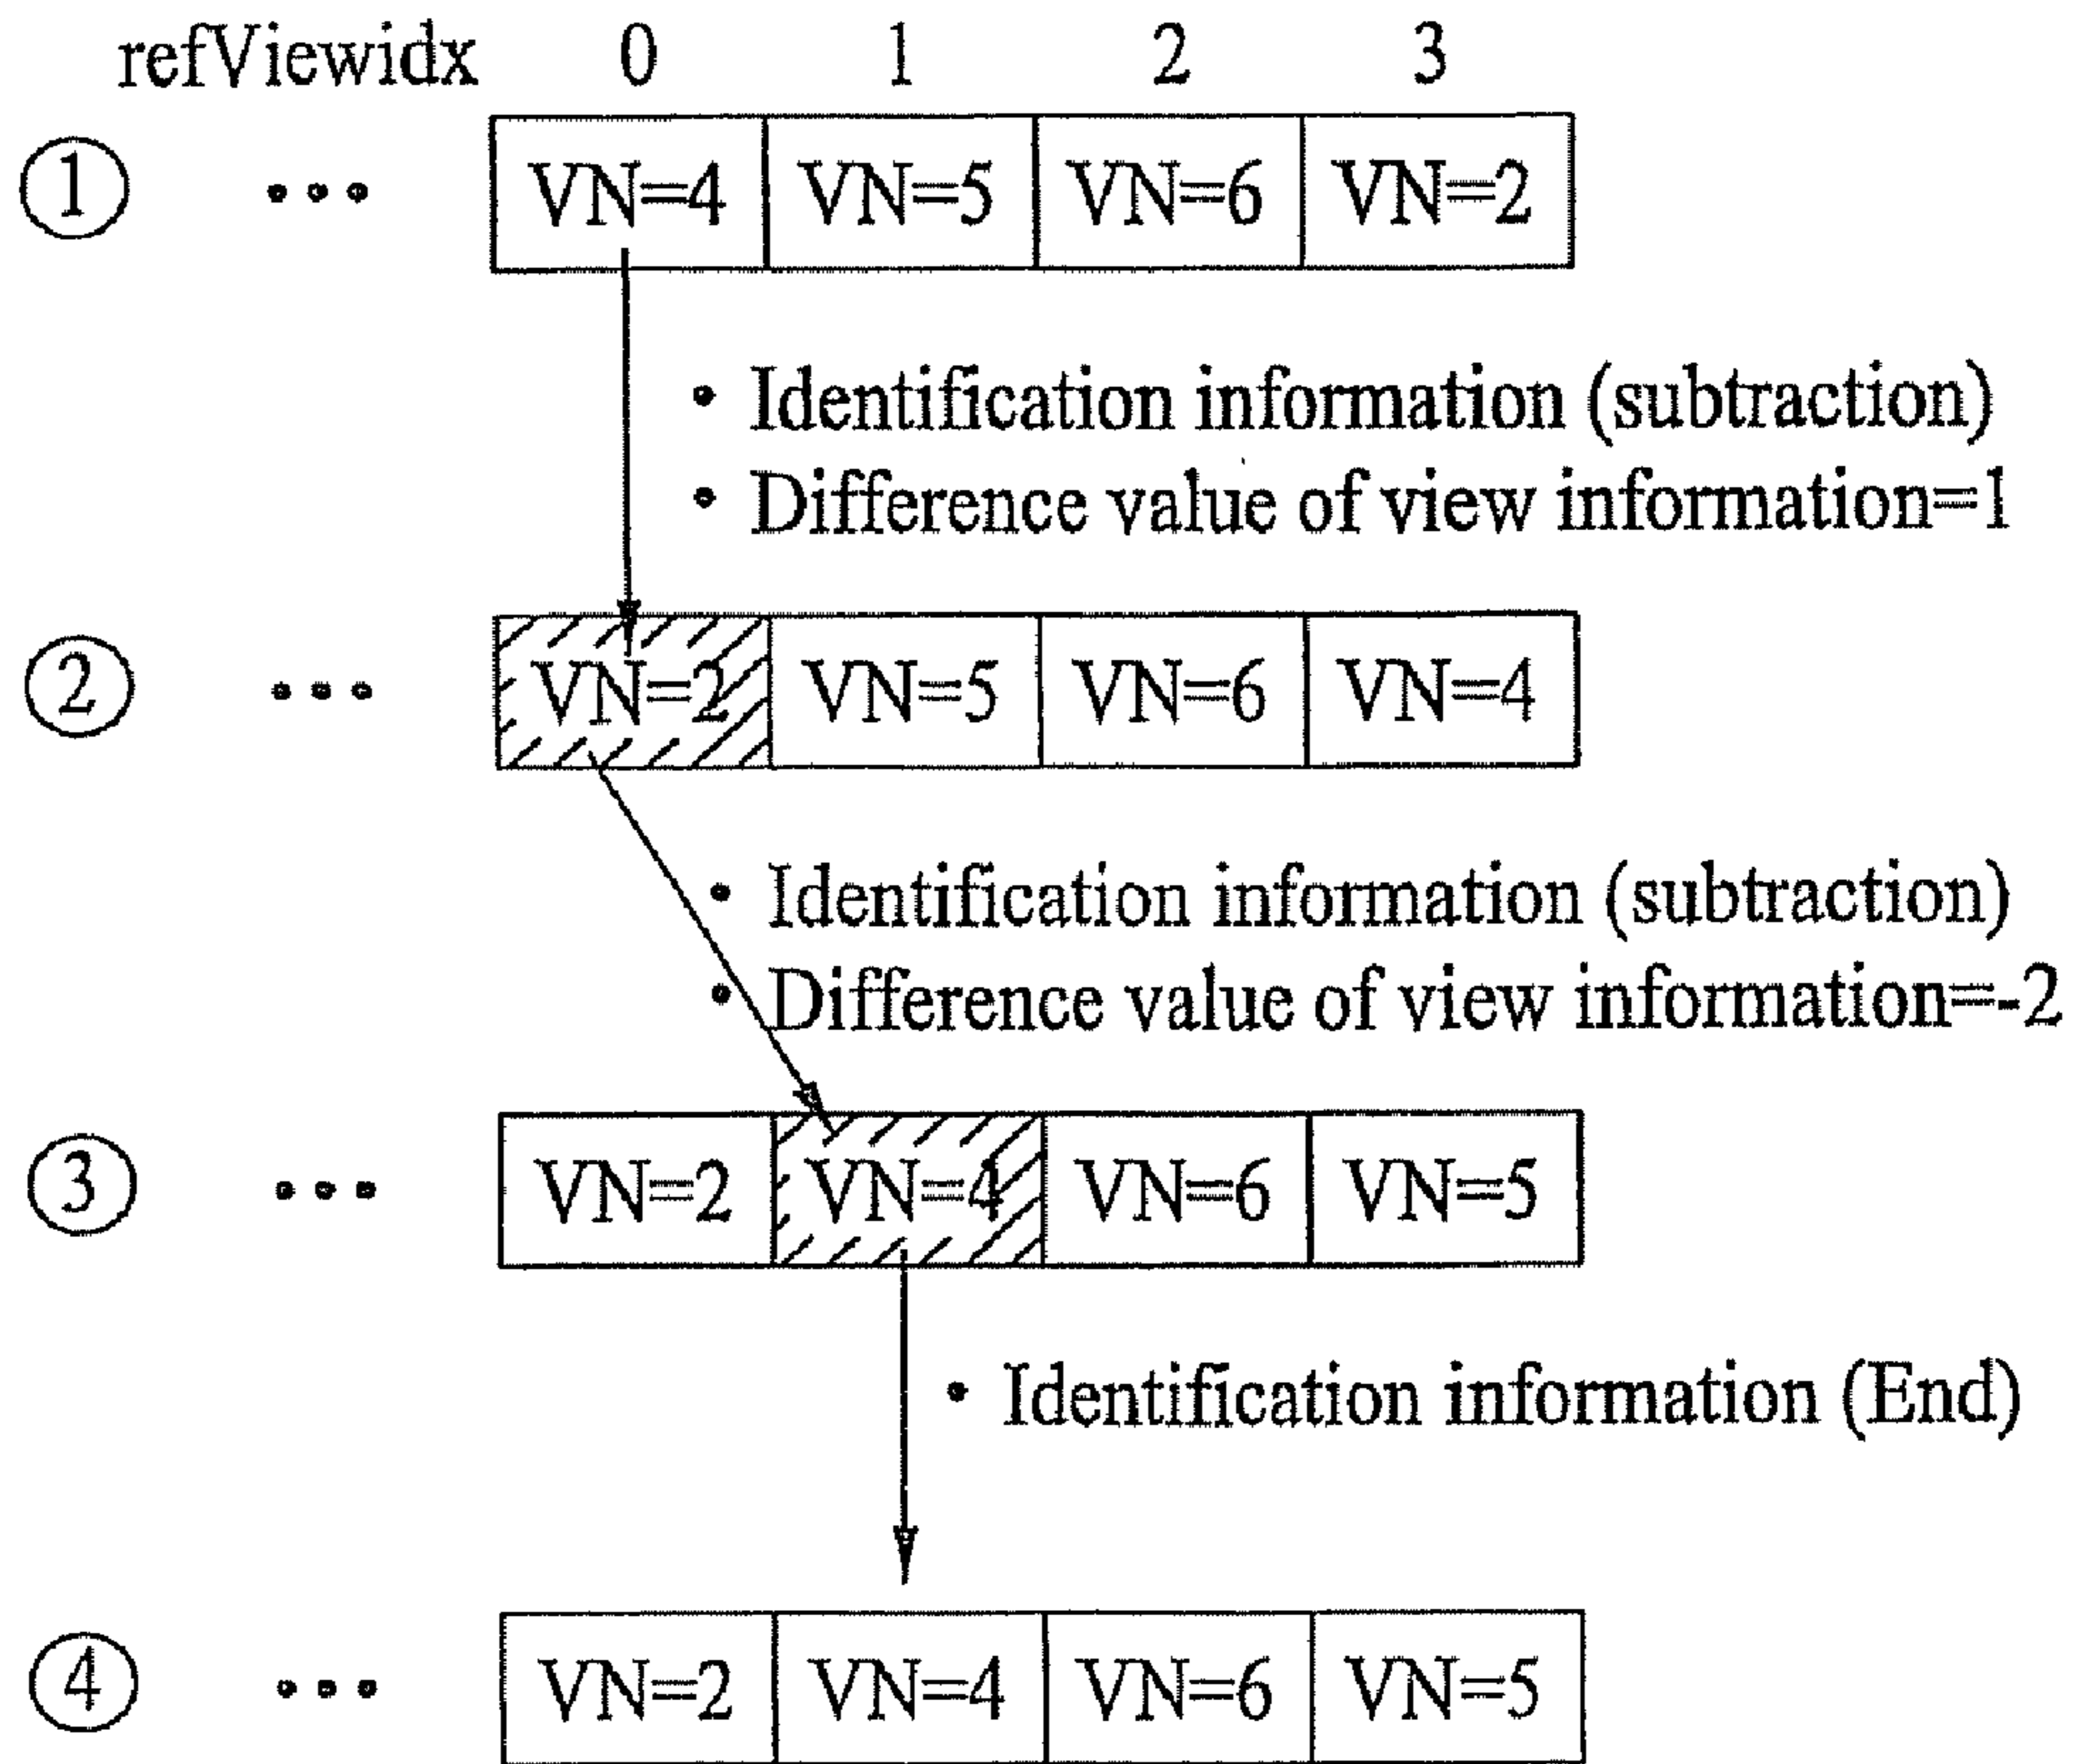 refViewidx 0 1 2 3
① ••• VN=4 VN=5 VN=6 VN=2
• Identification information (subtraction)
• Difference value of view information=1
② ••• VN=2 VN=5 VN=6 VN=4
• Identification information (subtraction)
• Difference value of view information=-2
③ ••• VN=2 VN=4 VN=6 VN=5
• Identification information (End)
④ ••• VN=2 VN=4 VN=6 VN=5